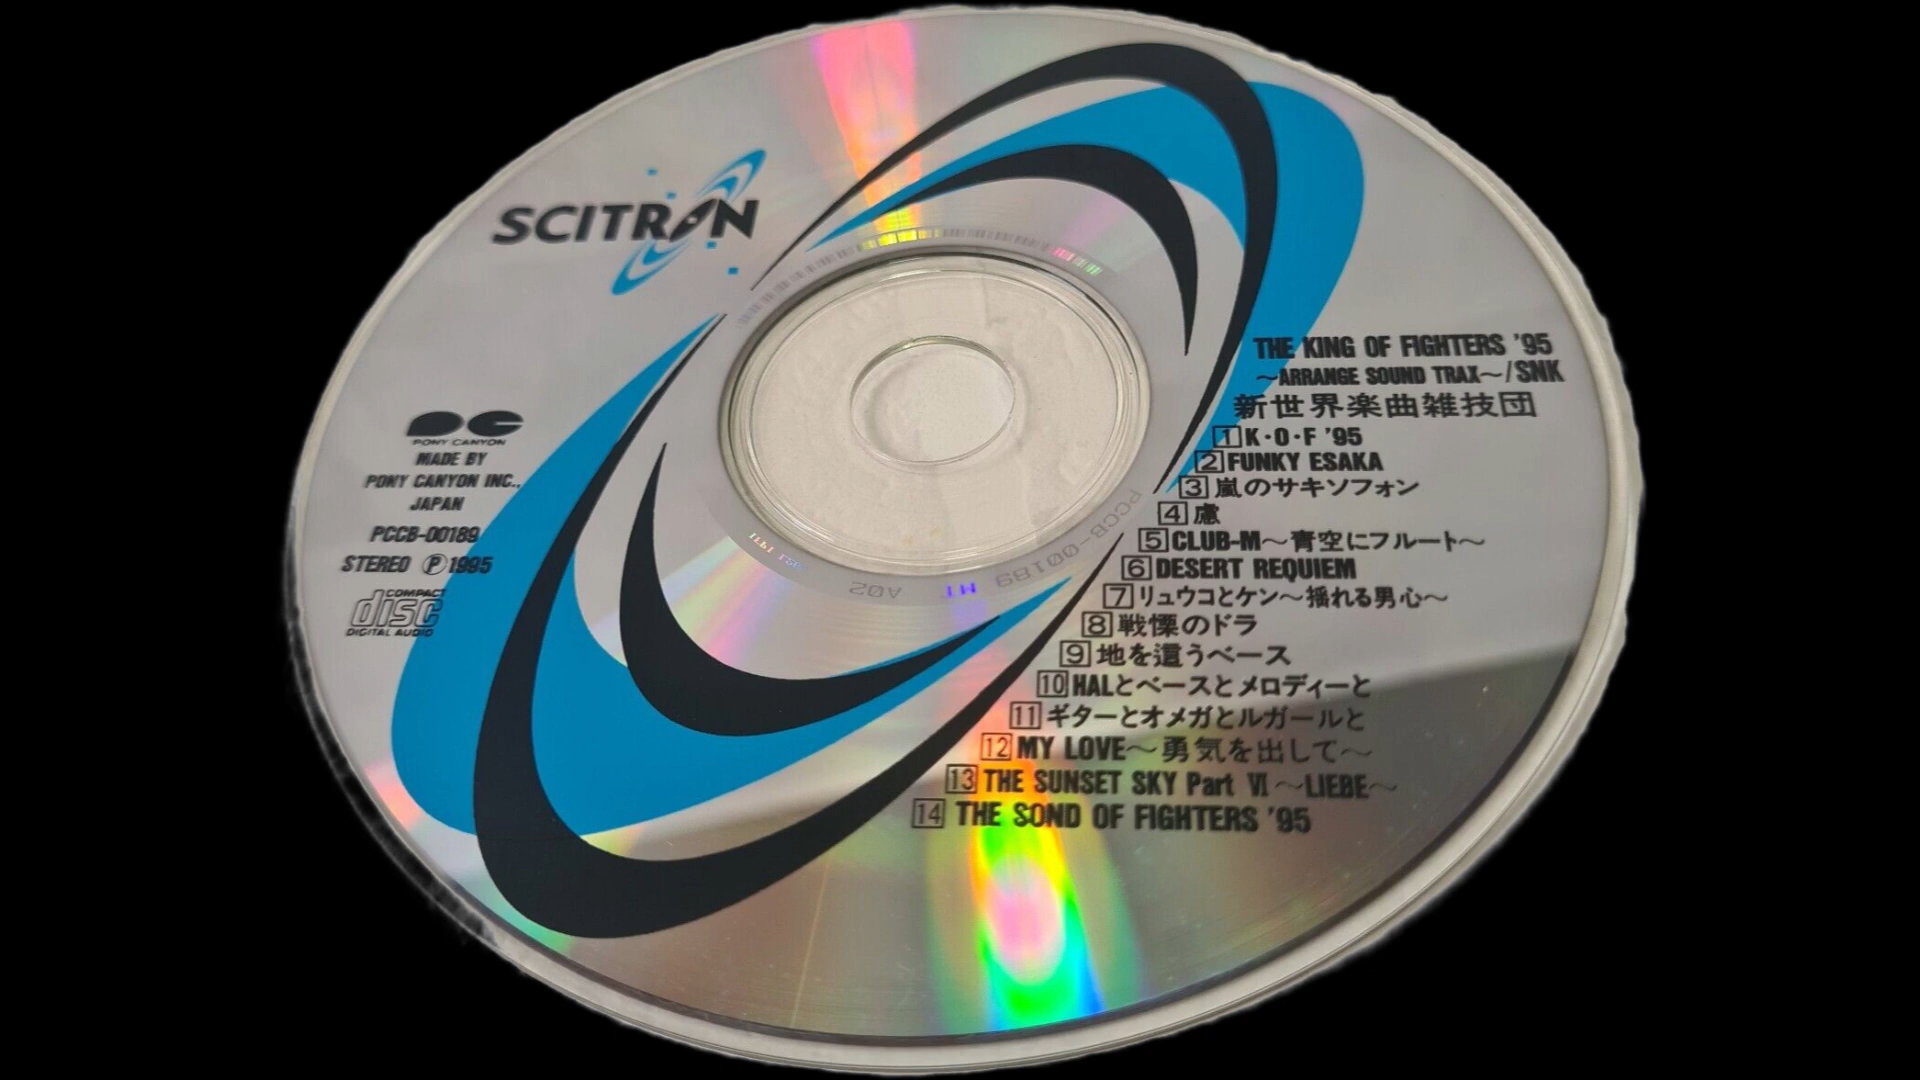 SCITRON
PONY CANYON
MADE BY
PONY CANYON INC.,
JAPAN
PCCB-00189
STEREO Ⓟ 1995
COMPACT
disc
DIGITAL AUDIO
THE KING OF FIGHTERS '95
～ARRANGE SOUND TRAX～/SNK
新世界楽曲雑技団
1 K・O・F '95
2 FUNKY ESAKA
3 嵐のサキソフォン
4 慮
5 CLUB-M～青空にフルート～
6 DESERT REQUIEM
7 リュウコとケン～揺れる男心～
8 戦慄のドラ
9 地を這うベース
10 HALとベースとメロディーと
11 ギターとオメガとルガールと
12 MY LOVE～勇気を出して～
13 THE SUNSET SKY Part Ⅵ ～LIEBE～
14 THE SOND OF FIGHTERS '95
PCCB-00189 MT A02